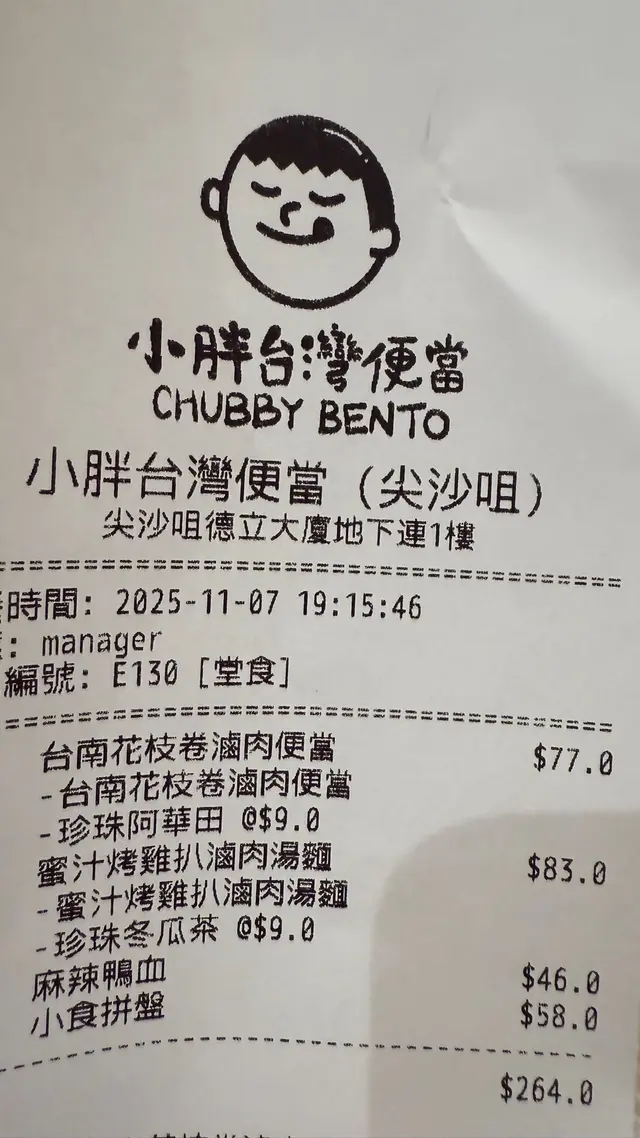 小胖台灣便當
CHUBBY BENTO
小胖台灣便當 (尖沙咀)
尖沙咀德立大廈地下連1樓
時間: 2025-11-07 19:15:46
: manager
編號: E130 [堂食]
台南花枝卷滷肉便當 $77.0
-台南花枝卷滷肉便當
-珍珠阿華田 @$9.0
蜜汁烤雞扒滷肉湯麵 $83.0
-蜜汁烤雞扒滷肉湯麵
-珍珠冬瓜茶 @$9.0
麻辣鴨血 $46.0
小食拼盤 $58.0
$264.0